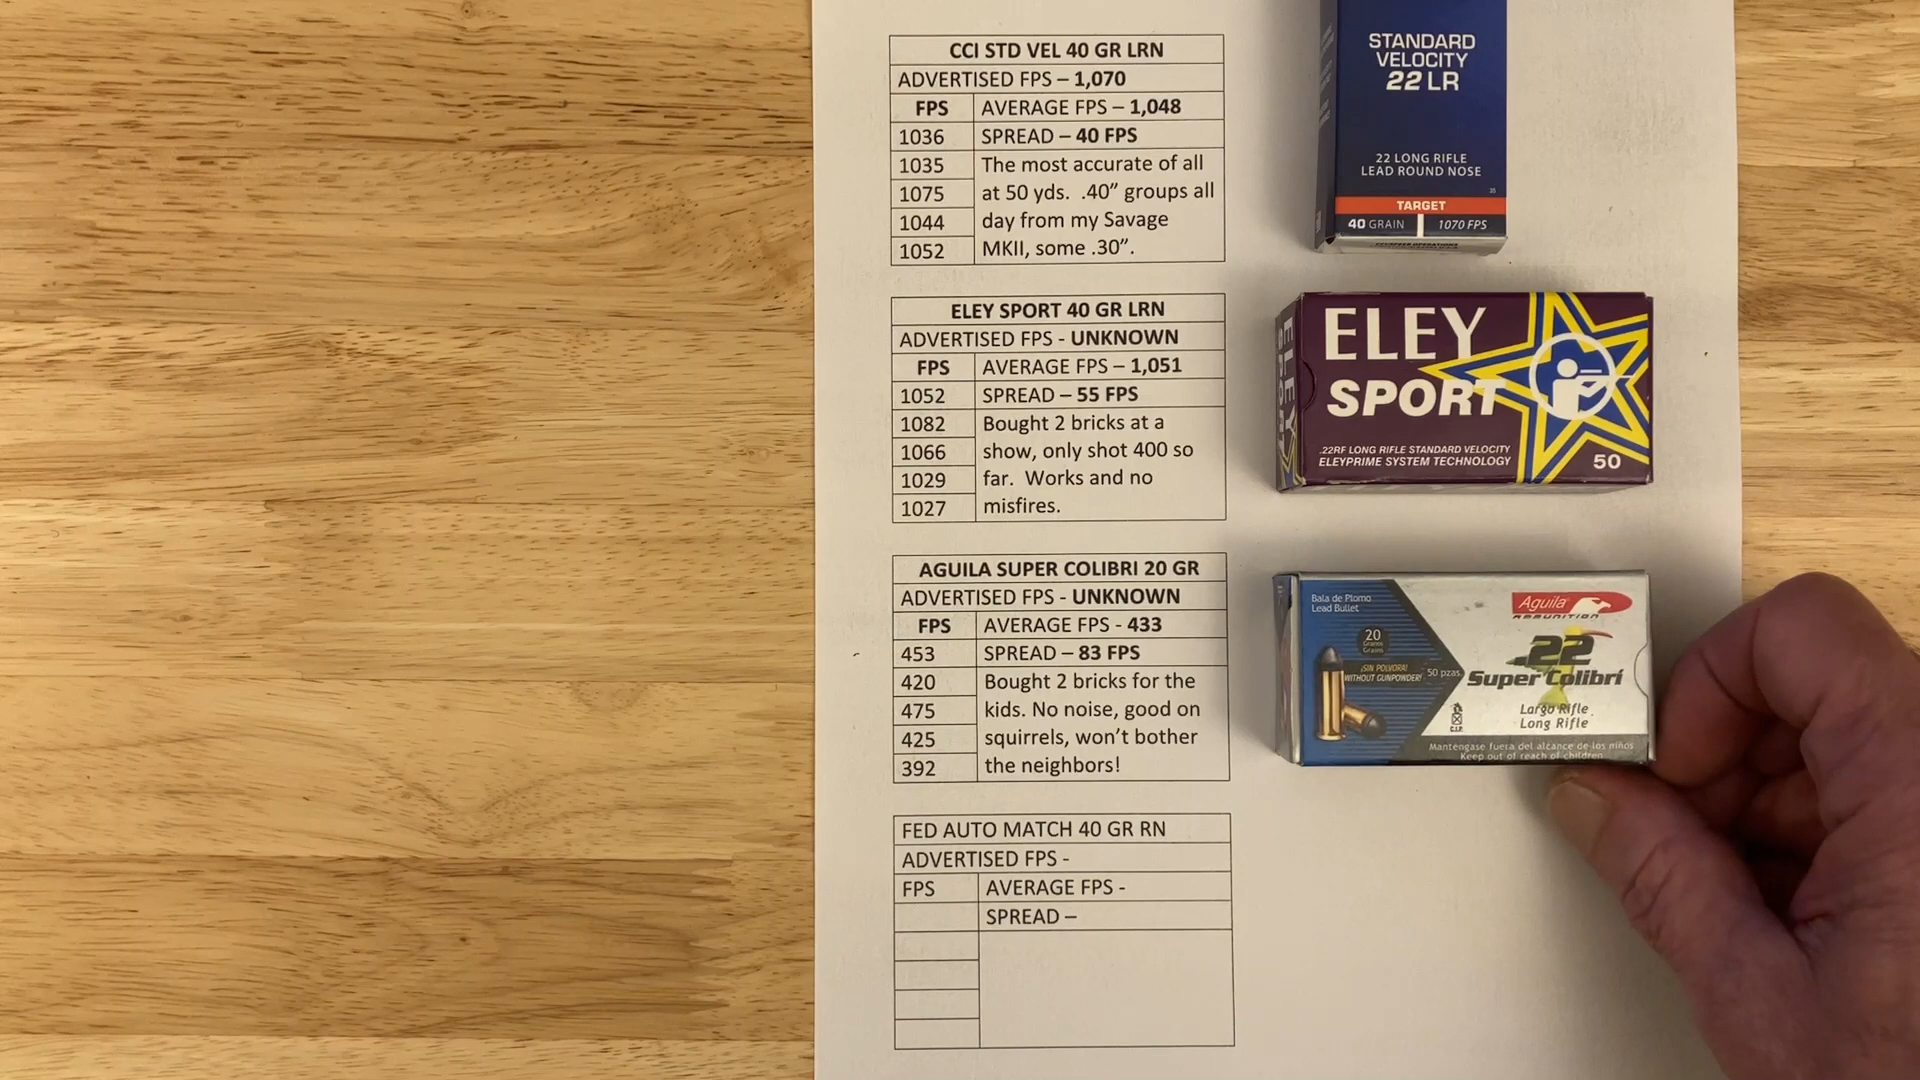 CCI STD VEL 40 GR LRN
ADVERTISED FPS – 1,070
FPS AVERAGE FPS – 1,048
1036 SPREAD – 40 FPS
1035 The most accurate of all
1075 at 50 yds. .40” groups all
1044 day from my Savage
1052 MKII, some .30”.
STANDARD
VELOCITY
22 LR
22 LONG RIFLE
LEAD ROUND NOSE
TARGET
40 GRAIN 1070 FPS
ELEY SPORT 40 GR LRN
ADVERTISED FPS - UNKNOWN
FPS AVERAGE FPS – 1,051
1052 SPREAD – 55 FPS
1082 Bought 2 bricks at a
1066 show, only shot 400 so
1029 far. Works and no
1027 misfires.
ELEY
SPORT
ELEY
SPORT
.22RF LONG RIFLE STANDARD VELOCITY
ELEYPRIME SYSTEM TECHNOLOGY
50
AGUILA SUPER COLIBRI 20 GR
ADVERTISED FPS - UNKNOWN
FPS AVERAGE FPS - 433
453 SPREAD – 83 FPS
420 Bought 2 bricks for the
475 kids. No noise, good on
425 squirrels, won’t bother
392 the neighbors!
Bala de Plomo
Lead Bullet
20
Grains
¡SIN POLVORA!
WITHOUT GUNPOWDER!
50 pzas.
Aguila
AMMUNITION
.22
Super Colibrí
Largo Rifle
Long Rifle
C.I.P.
Mantengase fuera del alcance de los niños
Keep out of reach of children
FED AUTO MATCH 40 GR RN
ADVERTISED FPS -
FPS AVERAGE FPS -
SPREAD –